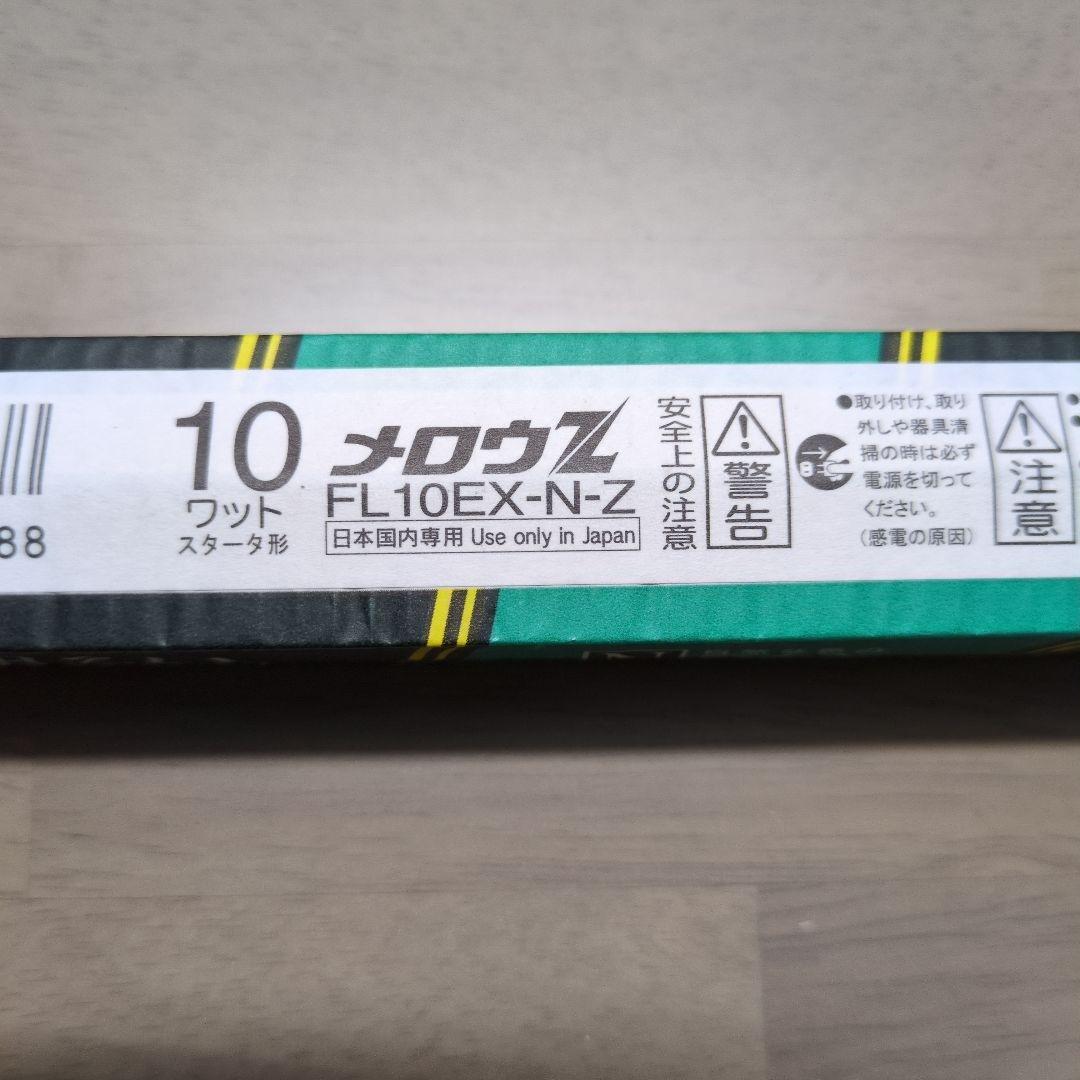 88
10
ワット
スタータ形
メロウZ
FL10EX-N-Z
日本国内専用 Use only in Japan
安全上の注意
警告
●取り付け、取り
外しや器具清
掃の時は必ず
電源を切って
ください。
(感電の原因)
注意